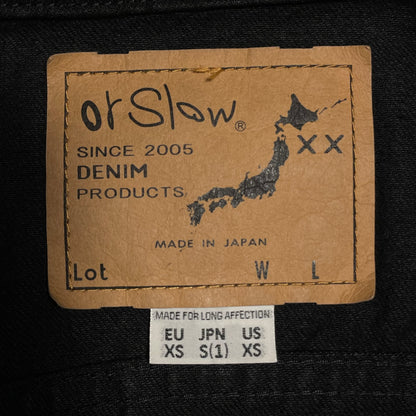 orSlow®
XX
SINCE 2005
DENIM
PRODUCTS
MADE IN JAPAN
Lot W L
MADE FOR LONG AFFECTION
EU JPN US
XS S(1) XS